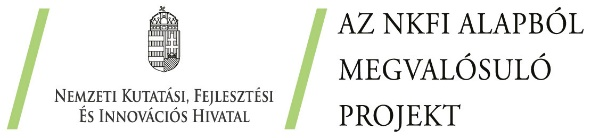 NEMZETI KUTATÁSI, FEJLESZTÉSI
ÉS INNOVÁCIÓS HIVATAL
AZ NKFI ALAPBÓL
MEGVALÓSULÓ
PROJEKT